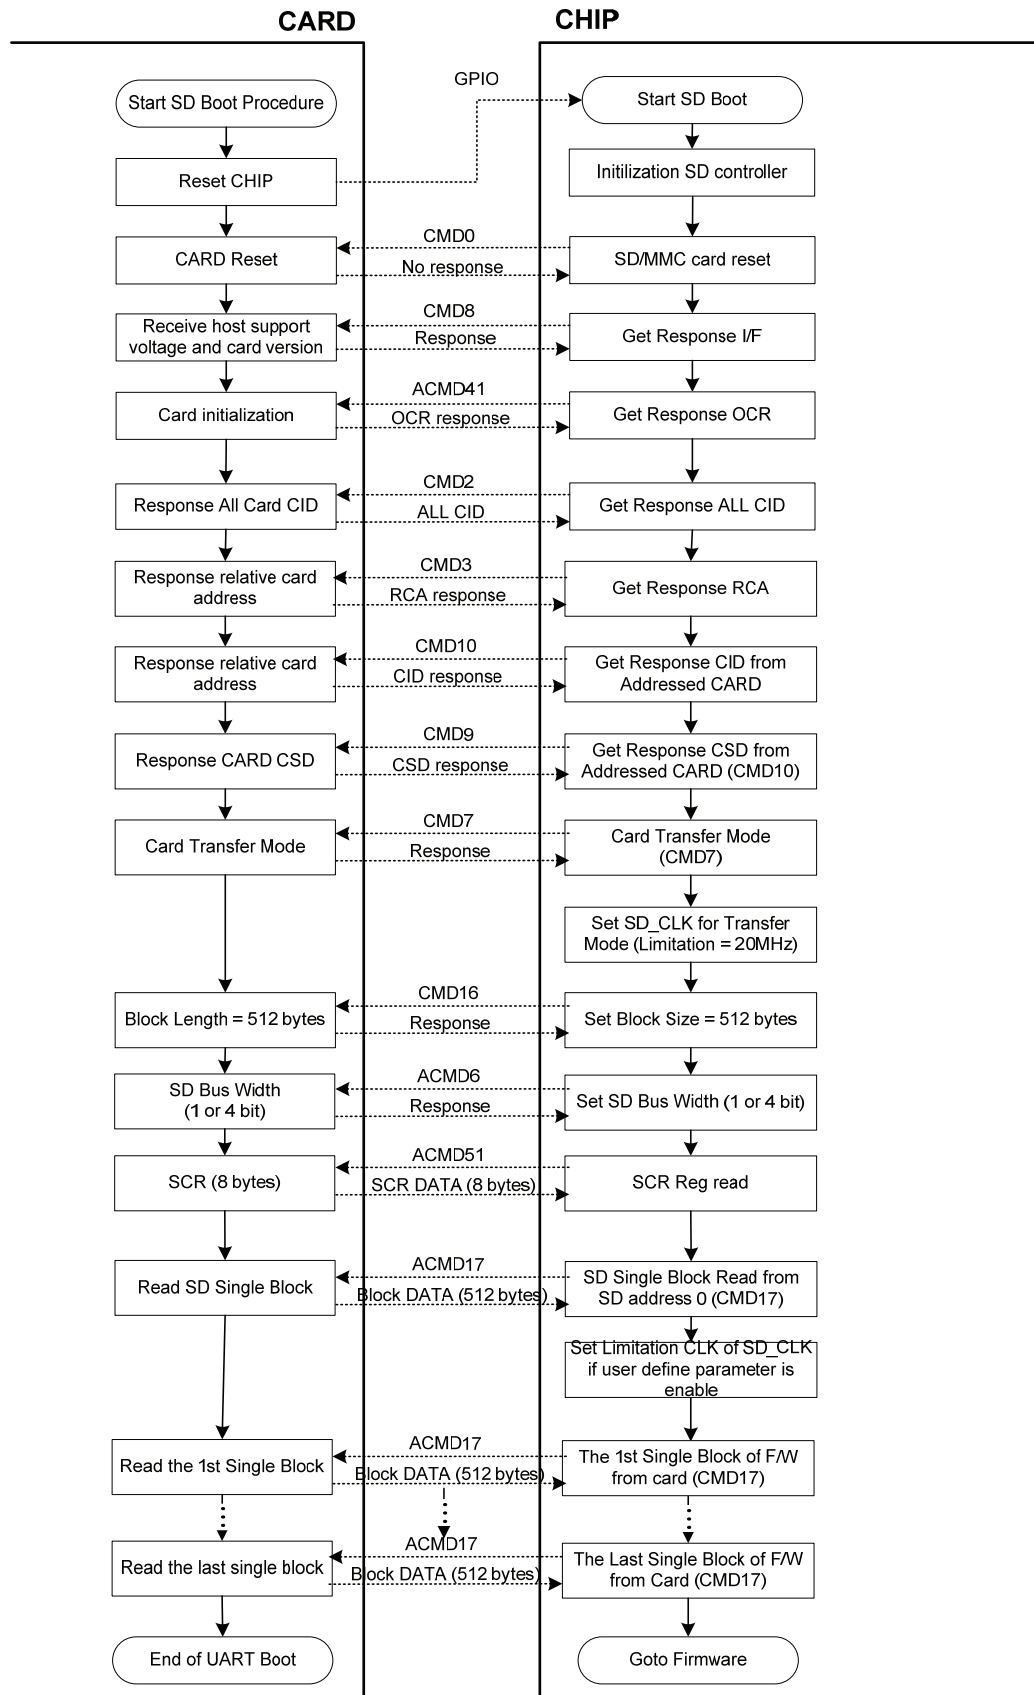 CARD
CHIP
GPIO
Start SD Boot Procedure
Start SD Boot
Reset CHIP
Initilization SD controller
CARD Reset
CMD0
No response
SD/MMC card reset
Receive host support
voltage and card version
CMD8
Response
Get Response I/F
Card initialization
ACMD41
OCR response
Get Response OCR
Response All Card CID
CMD2
ALL CID
Get Response ALL CID
Response relative card
address
CMD3
RCA response
Get Response RCA
Response relative card
address
CMD10
CID response
Get Response CID from
Addressed CARD
Response CARD CSD
CMD9
CSD response
Get Response CSD from
Addressed CARD (CMD10)
Card Transfer Mode
CMD7
Response
Card Transfer Mode
(CMD7)
Set SD_CLK for Transfer
Mode (Limitation = 20MHz)
Block Length = 512 bytes
CMD16
Response
Set Block Size = 512 bytes
SD Bus Width
(1 or 4 bit)
ACMD6
Response
Set SD Bus Width (1 or 4 bit)
SCR (8 bytes)
ACMD51
SCR DATA (8 bytes)
SCR Reg read
Read SD Single Block
ACMD17
Block DATA (512 bytes)
SD Single Block Read from
SD address 0 (CMD17)
Set Limitation CLK of SD_CLK
if user define parameter is
enable
Read the 1st Single Block
ACMD17
Block DATA (512 bytes)
The 1st Single Block of F/W
from card (CMD17)
Read the last single block
ACMD17
Block DATA (512 bytes)
The Last Single Block of F/W
from Card (CMD17)
End of UART Boot
Goto Firmware